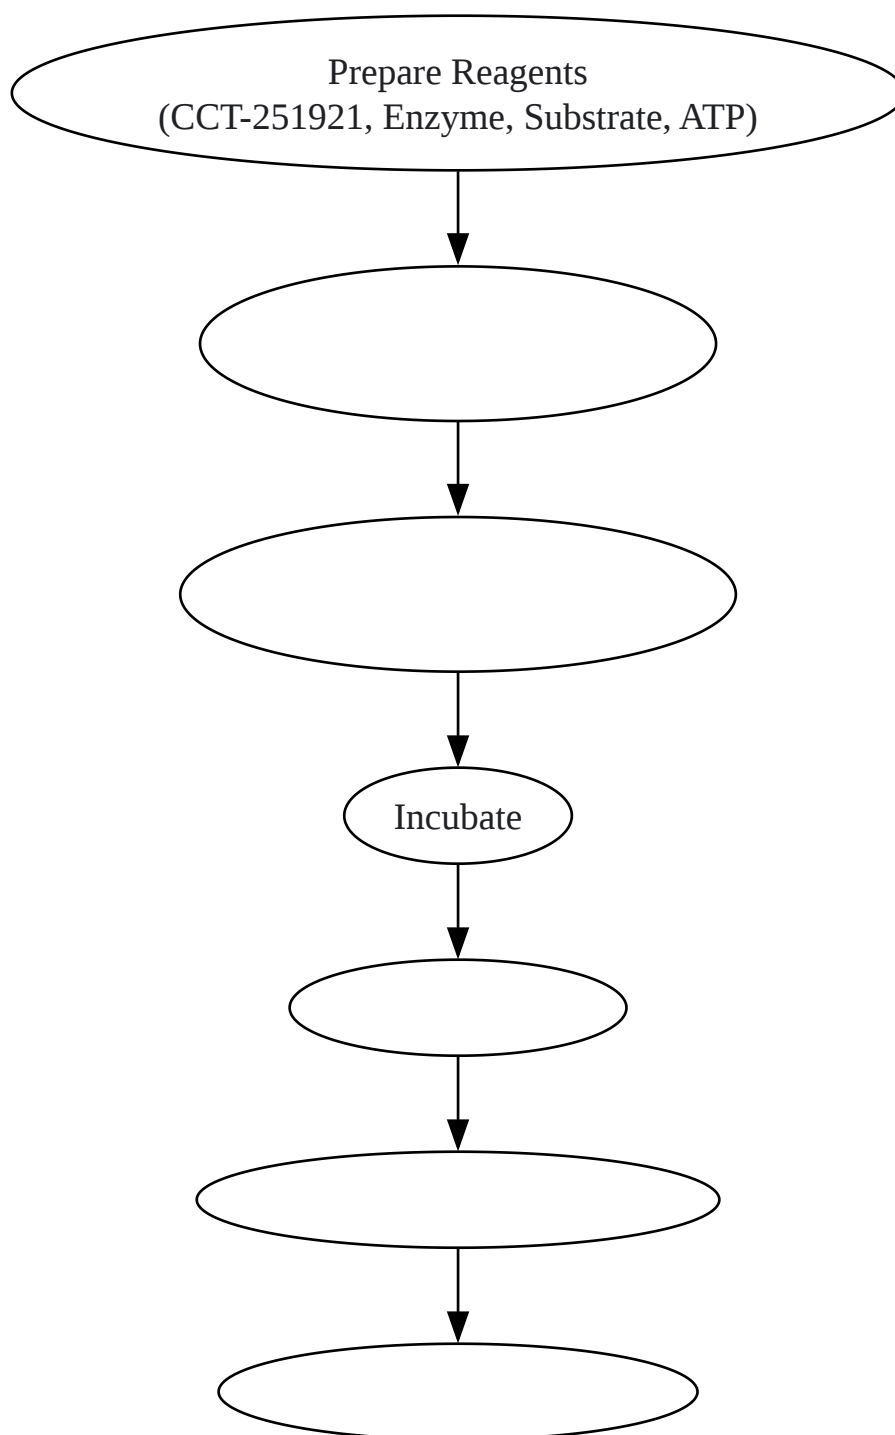 Prepare Reagents
(CCT-251921, Enzyme, Substrate, ATP)
Incubate